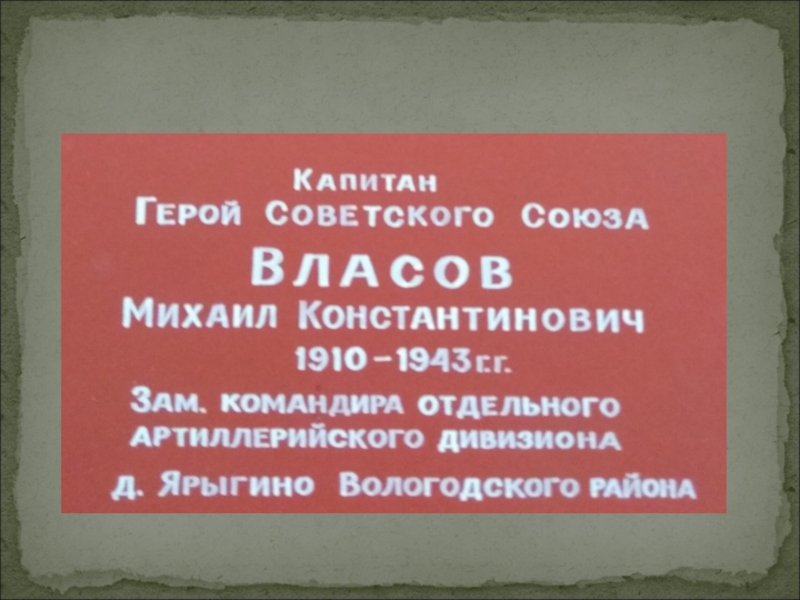 Капитан
Герой Советского Союза
Власов
Михаил Константинович
1910-1943 г.г.
Зам. командира отдельного
артиллерийского дивизиона
д. Ярыгино Вологодского района